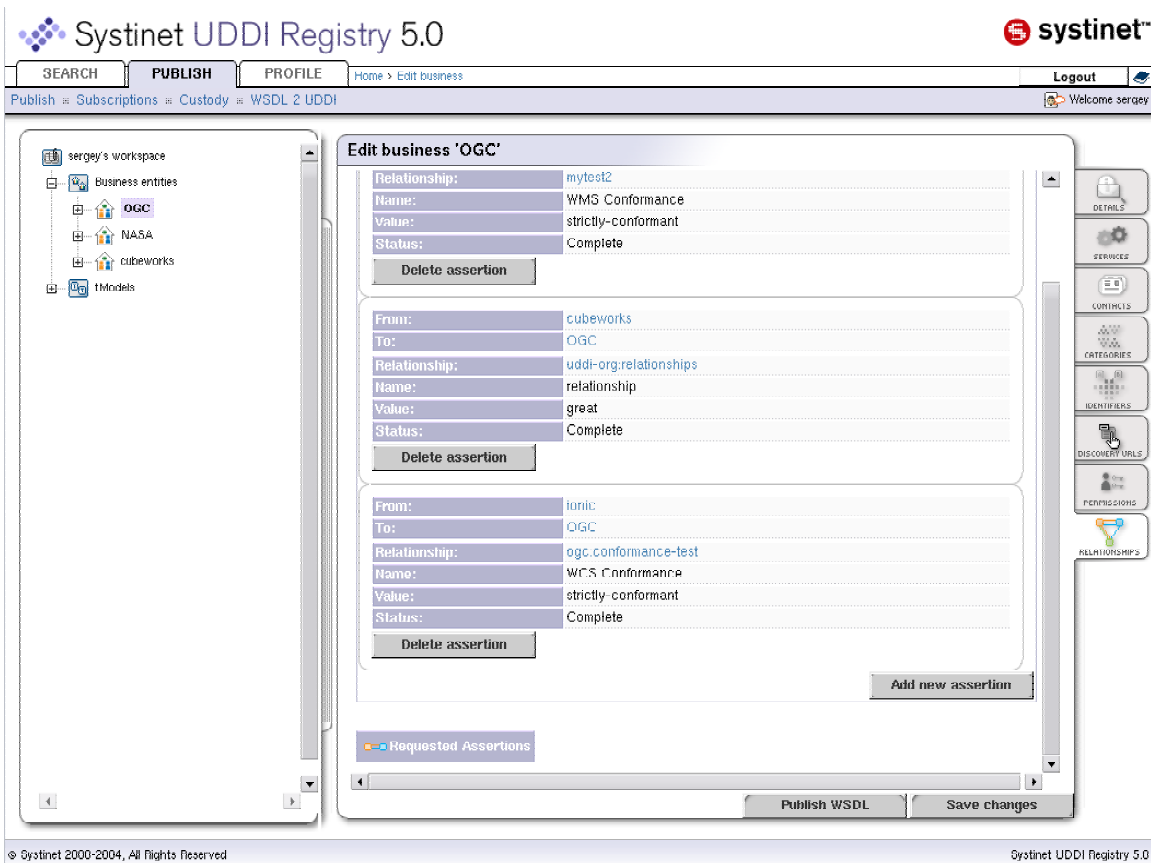 Systinet UDDI Registry 5.0
systinet™
SEARCH PUBLISH PROFILE Home > Edit business Logout
Publish Subscriptions Custody WSDL 2 UDDI Welcome sergey
sergey's workspace
Business entities
OGC
NASA
cubeworks
tModels
Edit business 'OGC'
Relationship: mytest2
Name: WMS Conformance
Value: strictly-conformant
Status: Complete
Delete assertion
From: cubeworks
To: OGC
Relationship: uddi-org:relationships
Name: relationship
Value: great
Status: Complete
Delete assertion
From: ionic
To: OGC
Relationship: ogc.conformance-test
Name: WCS Conformance
Value: strictly-conformant
Status: Complete
Delete assertion
Add new assertion
Requested Assertions
Publish WSDL Save changes
DETAILS
SERVICES
CONTACTS
CATEGORIES
IDENTIFIERS
DISCOVERY URLS
PERMISSIONS
RELATIONSHIPS
© Systinet 2000-2004, All Rights Reserved Systinet UDDI Registry 5.0